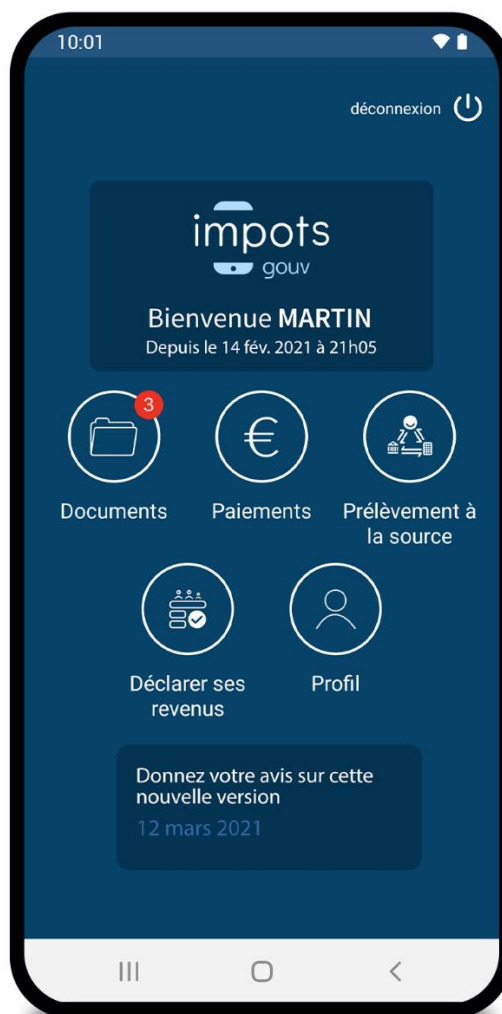 10:01
déconnexion
impots
gouv
Bienvenue MARTIN
Depuis le 14 fév. 2021 à 21h05
3
€
Documents
Paiements
Prélèvement à
la source
Déclarer ses
revenus
Profil
Donnez votre avis sur cette
nouvelle version
12 mars 2021